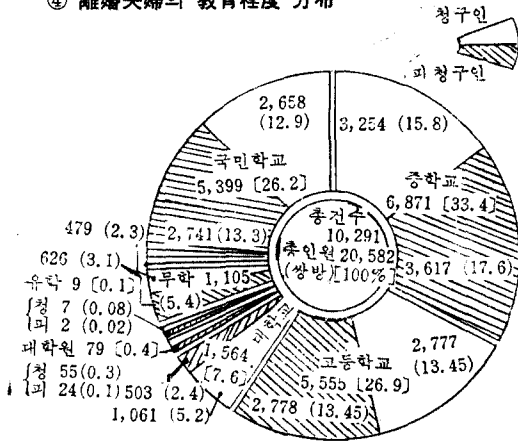 ④ 離婚夫婦의 敎育程度 分布
청구인
피청구인
2,658
(12.9)
3,254 (15.8)
국민학교
5,399 [26.2]
중학교
6,871 [33.4]
총건수
10,291
총인원 20,582
(쌍방)[100%]
479 (2.3)
2,741(13.3)
626 (3.1)
3,617 (17.6)
유학 9 [0.1]
무학 1,105
(5.4)
청 7 (0.08)
피 2 (0.02)
대학원 79 [0.4]
대학교
1,564
[7.6]
고등학교
5,555 [26.9]
2,777
(13.45)
청 55(0.3)
피 24(0.1)
503 (2.4)
2,778 (13.45)
1,061 (5.2)